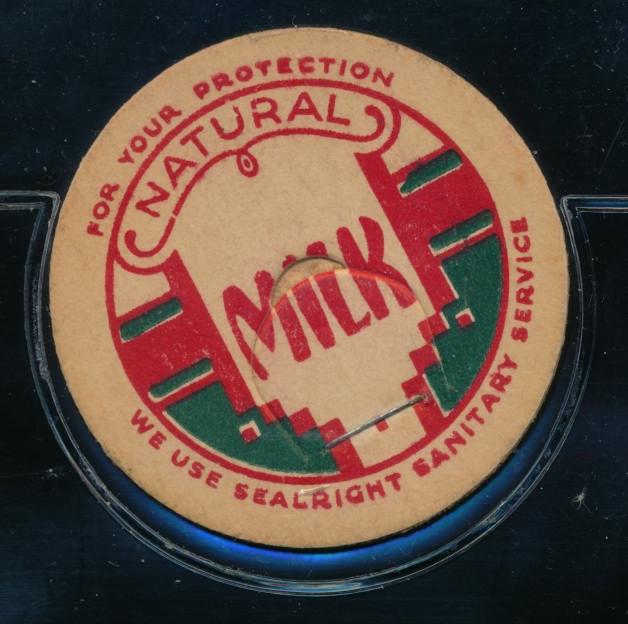 FOR YOUR PROTECTION
NATURAL
MILK
WE USE SEALRIGHT SANITARY SERVICE